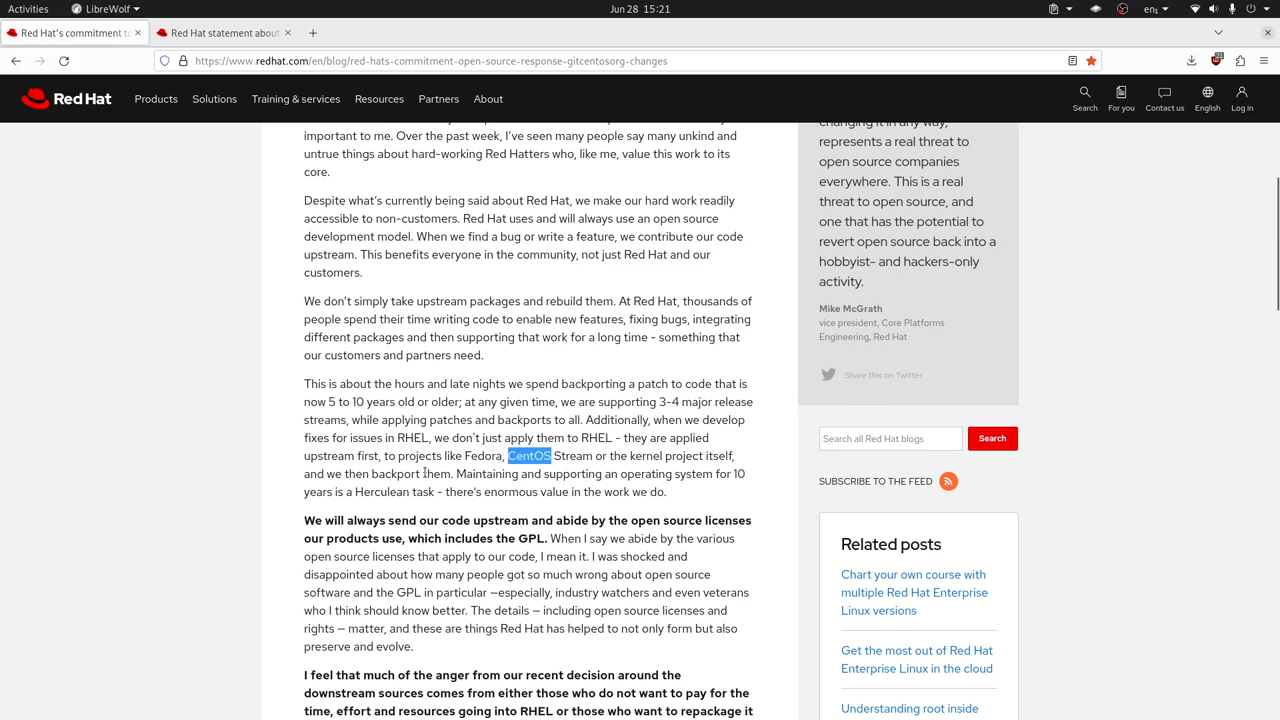 Activities
LibreWolf
Jun 28 15:21
en₁
Red Hat's commitment t
Red Hat statement about
https://www.redhat.com/en/blog/red-hats-commitment-open-source-response-gitcentosorg-changes
Red Hat
Products
Solutions
Training & services
Resources
Partners
About
Search
For you
Contact us
English
Log in
important to me. Over the past week, I've seen many people say many unkind and
untrue things about hard-working Red Hatters who, like me, value this work to its
core.
Despite what's currently being said about Red Hat, we make our hard work readily
accessible to non-customers. Red Hat uses and will always use an open source
development model. When we find a bug or write a feature, we contribute our code
upstream. This benefits everyone in the community, not just Red Hat and our
customers.
We don't simply take upstream packages and rebuild them. At Red Hat, thousands of
people spend their time writing code to enable new features, fixing bugs, integrating
different packages and then supporting that work for a long time - something that
our customers and partners need.
This is about the hours and late nights we spend backporting a patch to code that is
now 5 to 10 years old or older; at any given time, we are supporting 3-4 major release
streams, while applying patches and backports to all. Additionally, when we develop
fixes for issues in RHEL, we don't just apply them to RHEL - they are applied
upstream first, to projects like Fedora, CentOS Stream or the kernel project itself,
and we then backport them. Maintaining and supporting an operating system for 10
years is a Herculean task - there's enormous value in the work we do.
We will always send our code upstream and abide by the open source licenses
our products use, which includes the GPL. When I say we abide by the various
open source licenses that apply to our code, I mean it. I was shocked and
disappointed about how many people got so much wrong about open source
software and the GPL in particular —especially, industry watchers and even veterans
who I think should know better. The details — including open source licenses and
rights — matter, and these are things Red Hat has helped to not only form but also
preserve and evolve.
I feel that much of the anger from our recent decision around the
downstream sources comes from either those who do not want to pay for the
time, effort and resources going into RHEL or those who want to repackage it
changing it in any way,
represents a real threat to
open source companies
everywhere. This is a real
threat to open source, and
one that has the potential to
revert open source back into a
hobbyist- and hackers-only
activity.
Mike McGrath
vice president, Core Platforms
Engineering, Red Hat
Share this on Twitter
Search all Red Hat blogs
Search
SUBSCRIBE TO THE FEED
Related posts
Chart your own course with
multiple Red Hat Enterprise
Linux versions
Get the most out of Red Hat
Enterprise Linux in the cloud
Understanding root inside